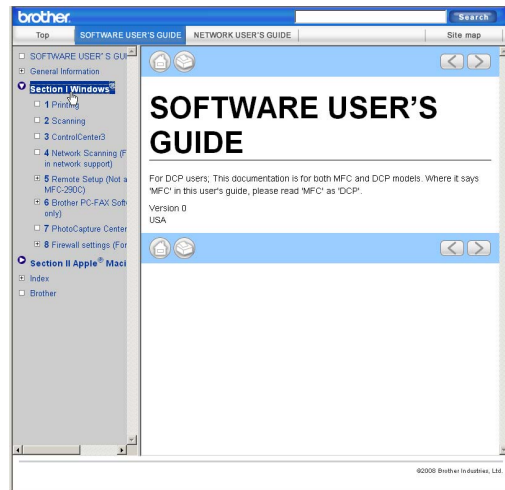 brother.
Search
Top
SOFTWARE USER'S GUIDE
NETWORK USER'S GUIDE
Site map
SOFTWARE USER'S GUI
General Information
Section I Windows®
1 Printing
2 Scanning
3 ControlCenter3
4 Network Scanning (F
in network support)
5 Remote Setup (Not a
MFC-290C)
6 Brother PC-FAX Soft
only)
7 PhotoCapture Center
8 Firewall settings (For
Section II Apple® Maci
Index
Brother
SOFTWARE USER'S
GUIDE
For DCP users; This documentation is for both MFC and DCP models. Where it says
'MFC' in this user's guide, please read 'MFC' as 'DCP'.
Version 0
USA
©2008 Brother Industries, Ltd.